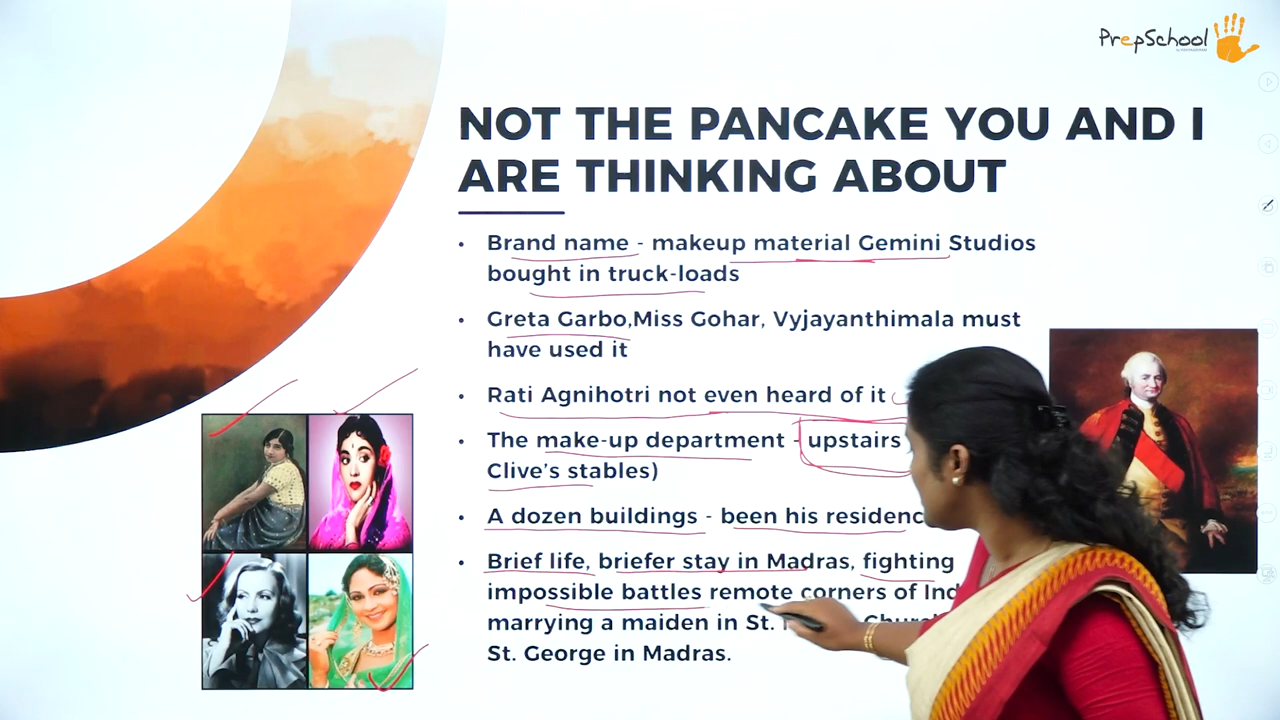 PrepSchool
NOT THE PANCAKE YOU AND I
ARE THINKING ABOUT
• Brand name - makeup material Gemini Studios
bought in truck-loads
• Greta Garbo,Miss Gohar, Vyjayanthimala must
have used it
• Rati Agnihotri not even heard of it
• The make-up department - upstairs
Clive's stables)
• A dozen buildings - been his
• Brief life, briefer stay in Madras, fighting
impossible battles remote corners of
marrying a maiden in St.
St. George in Madras.